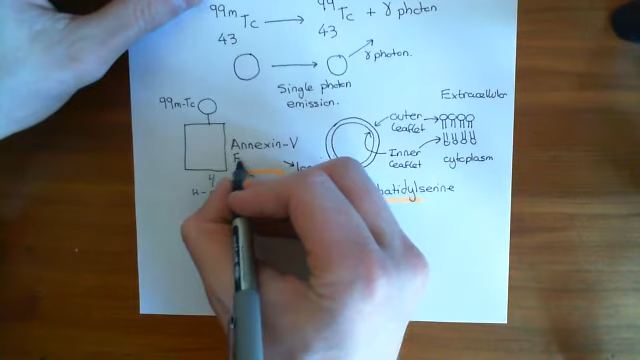 99m Tc → 99 Tc + γ photon
43 43
γ photon.
Single photon
emission.
99m-Tc
Annexin-V
Extracellular
outer
leaflet
Inner
leaflet
cytoplasm